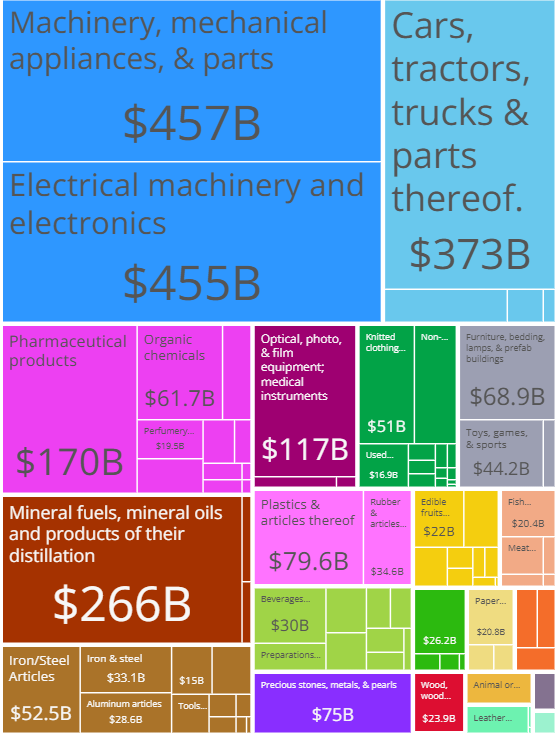 Machinery, mechanical
appliances, & parts
$457B
Electrical machinery and
electronics
$455B
Cars,
tractors,
trucks &
parts
thereof.
$373B
Pharmaceutical
products
$170B
Organic
chemicals
$61.7B
Perfumery...
$19.5B
Optical, photo,
& film
equipment;
medical
instruments
$117B
Knitted
clothing...
$51B
Non-...
Used...
$16.9B
Furniture, bedding,
lamps, & prefab
buildings
$68.9B
Toys, games,
& sports
$44.2B
Mineral fuels, mineral oils
and products of their
distillation
$266B
Plastics &
articles thereof
$79.6B
Rubber
&
articles...
$34.6B
Edible
fruits...
$22B
Fish...
$20.4B
Meat...
Beverages...
$30B
Preparations...
$26.2B
Paper...
$20.8B
Iron/Steel
Articles
$52.5B
Iron & steel
$33.1B
Aluminum articles
$28.6B
$15B
Tools...
Precious stones, metals, & pearls
$75B
Wood,
wood...
$23.9B
Animal or...
Leather...